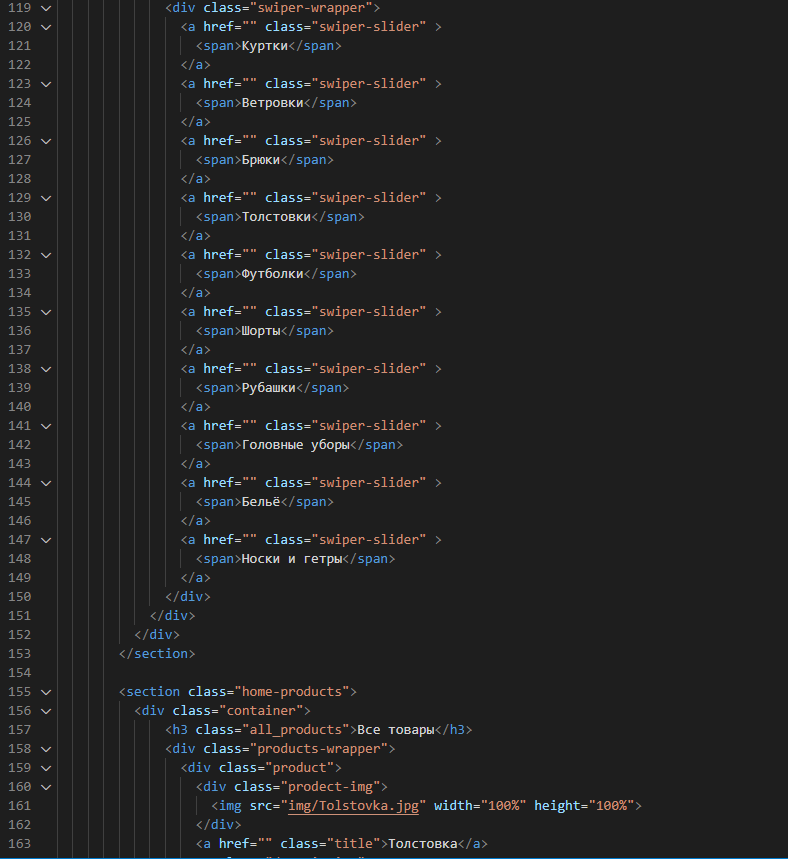 119 <div class="swiper-wrapper">
120 <a href="" class="swiper-slider" >
121 <span>Куртки</span>
122 </a>
123 <a href="" class="swiper-slider" >
124 <span>Ветровки</span>
125 </a>
126 <a href="" class="swiper-slider" >
127 <span>Брюки</span>
128 </a>
129 <a href="" class="swiper-slider" >
130 <span>Толстовки</span>
131 </a>
132 <a href="" class="swiper-slider" >
133 <span>Футболки</span>
134 </a>
135 <a href="" class="swiper-slider" >
136 <span>Шорты</span>
137 </a>
138 <a href="" class="swiper-slider" >
139 <span>Рубашки</span>
140 </a>
141 <a href="" class="swiper-slider" >
142 <span>Головные уборы</span>
143 </a>
144 <a href="" class="swiper-slider" >
145 <span>Бельё</span>
146 </a>
147 <a href="" class="swiper-slider" >
148 <span>Носки и гетры</span>
149 </a>
150 </div>
151 </div>
152 </div>
153 </section>
154
155 <section class="home-products">
156 <div class="container">
157 <h3 class="all_products">Все товары</h3>
158 <div class="products-wrapper">
159 <div class="product">
160 <div class="prodect-img">
161 <img src="img/Tolstovka.jpg" width="100%" height="100%">
162 </div>
163 <a href="" class="title">Толстовка</a>